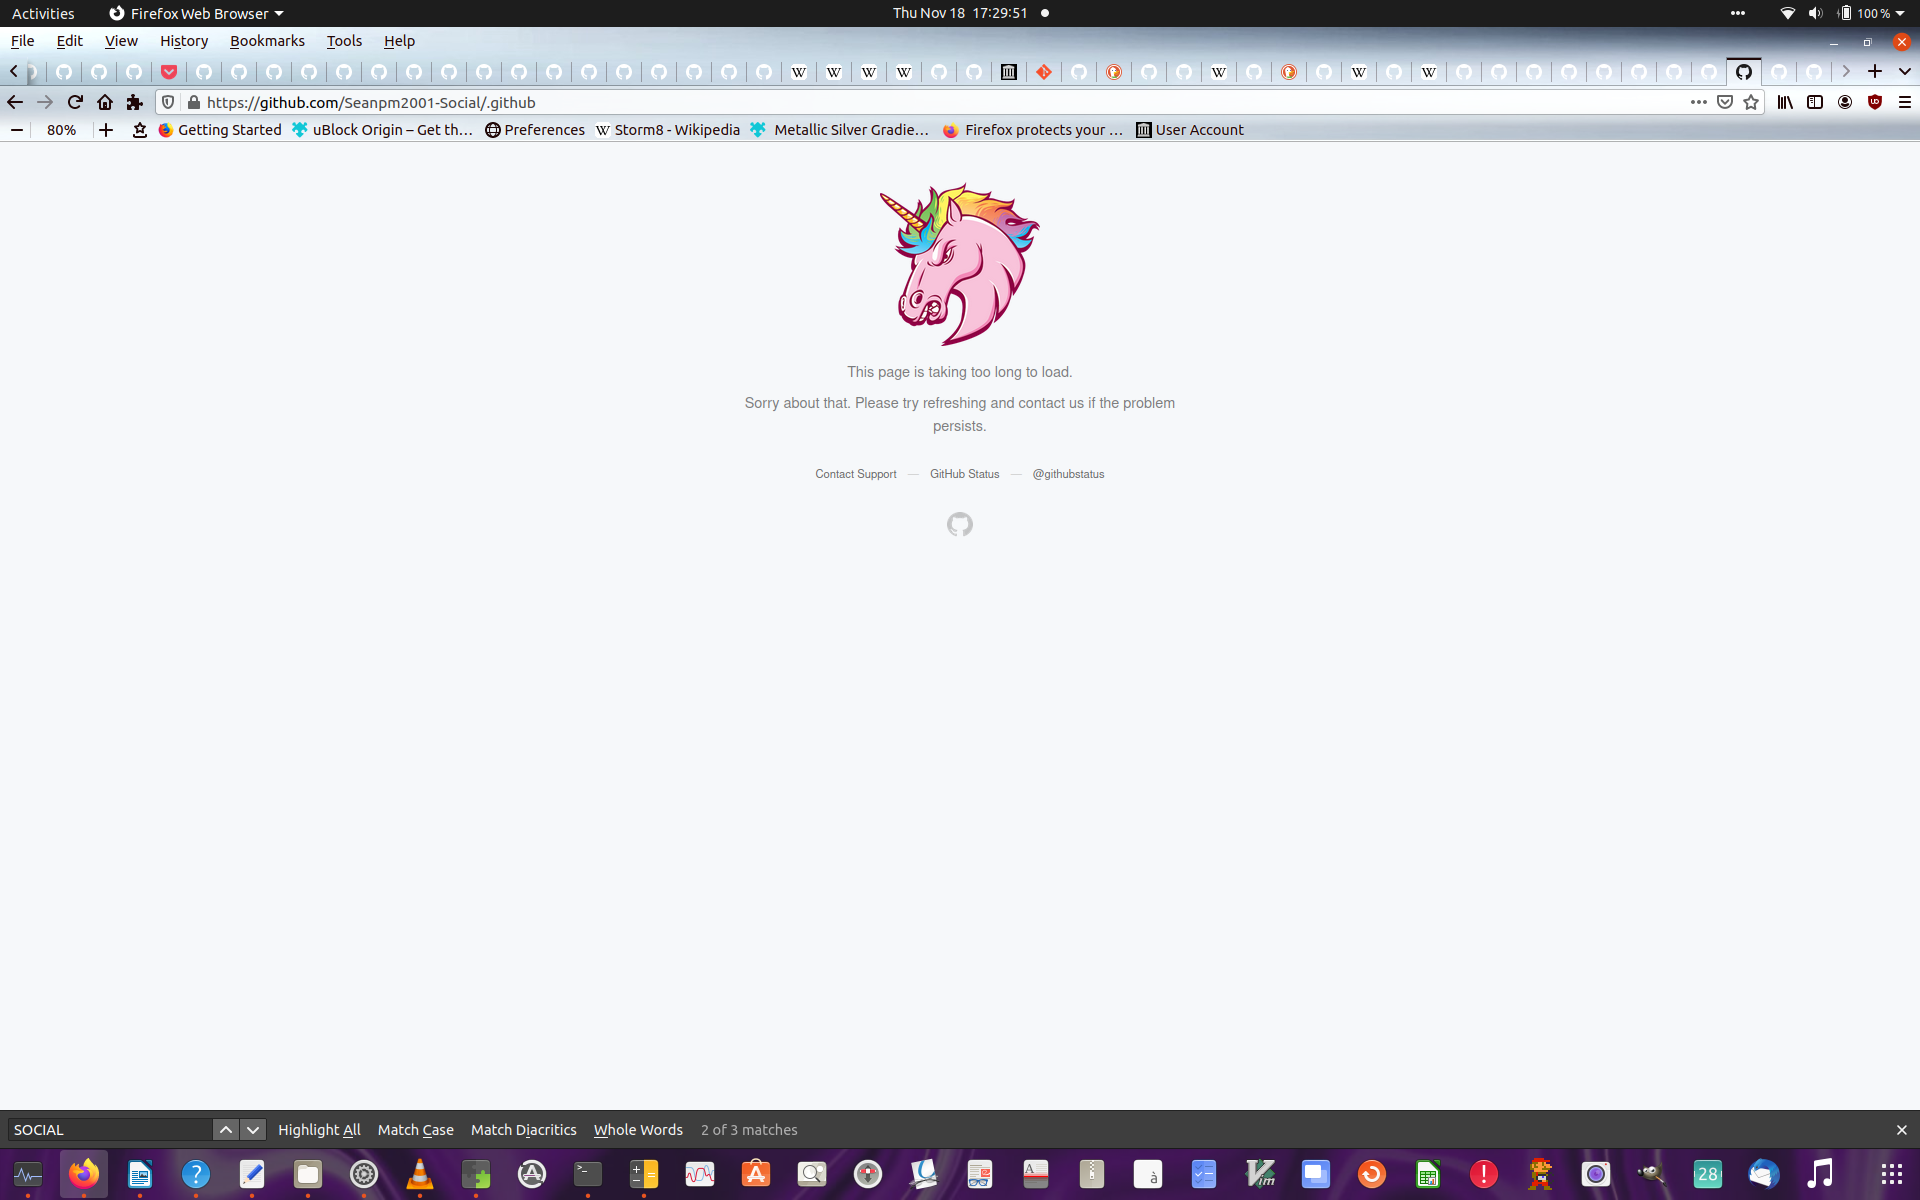 Activities Firefox Web Browser Thu Nov 18 17:29:51 100 %
File Edit View History Bookmarks Tools Help
https://github.com/Seanpm2001-Social/.github
80% Getting Started uBlock Origin – Get th… Preferences Storm8 - Wikipedia Metallic Silver Gradie… Firefox protects your … User Account
This page is taking too long to load.
Sorry about that. Please try refreshing and contact us if the problem
persists.
Contact Support — GitHub Status — @githubstatus
SOCIAL Highlight All Match Case Match Diacritics Whole Words 2 of 3 matches
28